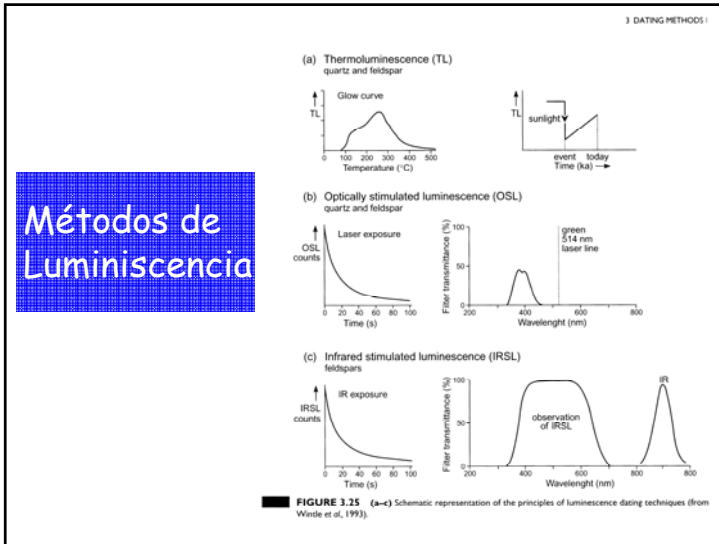 3 DATING METHODS
Métodos de
Luminiscencia
(a) Thermoluminescence (TL)
quartz and feldspar
Glow curve
TL
0 100 200 300 400 500
Temperature (°C)
TL
sunlight
event today
Time (ka)
(b) Optically stimulated luminescence (OSL)
quartz and feldspar
Laser exposure
OSL
counts
0 20 40 60 80 100
Time (s)
Filter transmittance (%)
100
50
0
200 400 600 800
Wavelenght (nm)
green
514 nm
laser line
(c) Infrared stimulated luminescence (IRSL)
feldspars
IR exposure
IRSL
counts
0 20 40 60 80 100
Time (s)
Filter transmittance (%)
100
50
0
200 400 600 800
Wavelenght (nm)
observation
of IRSL
IR
FIGURE 3.25 (a–c) Schematic representation of the principles of luminescence dating techniques (from
Wintle et al, 1993).